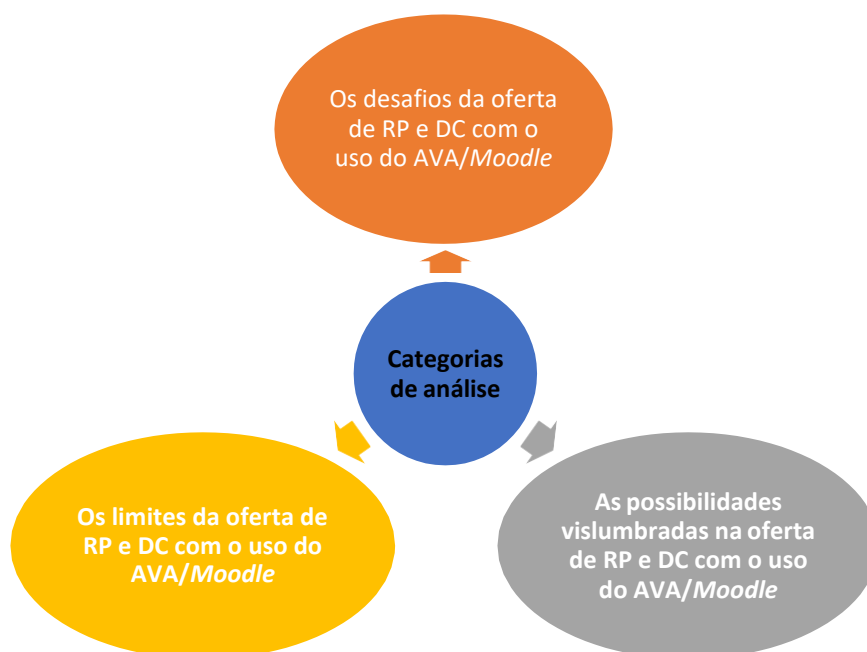 Os desafios da oferta
de RP e DC com o
uso do AVA/Moodle
Categorias
de análise
Os limites da oferta de
RP e DC com o uso do
AVA/Moodle
As possibilidades
vislumbradas na oferta
de RP e DC com o uso
do AVA/Moodle